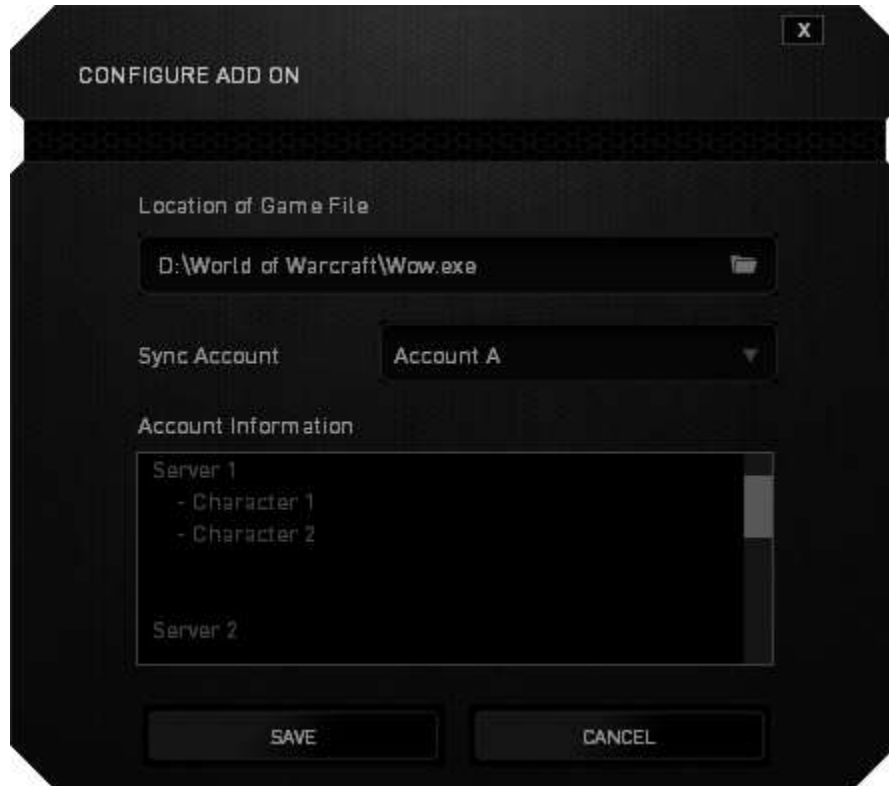 X
CONFIGURE ADD ON
Location of Game File
D:\World of Warcraft\Wow.exe
Sync Account
Account A
Account Information
Server 1
- Character 1
- Character 2
Server 2
SAVE
CANCEL